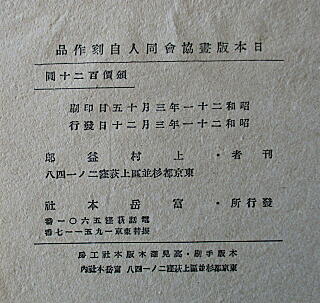 日本版畫協會同人自刻作品
頒價百二十圓
昭和二十一年三月十五日印刷
昭和二十一年三月二十日發行
刊者・上村益郎
東京都杉並區上荻窪二ノ一四八
發行所・富岳本社
電話荻窪五六〇一番
振替東京一九五一一七番
木版手刷・高見澤木版本社工房
東京都杉並區上荻窪二ノ一四八 富岳本社內